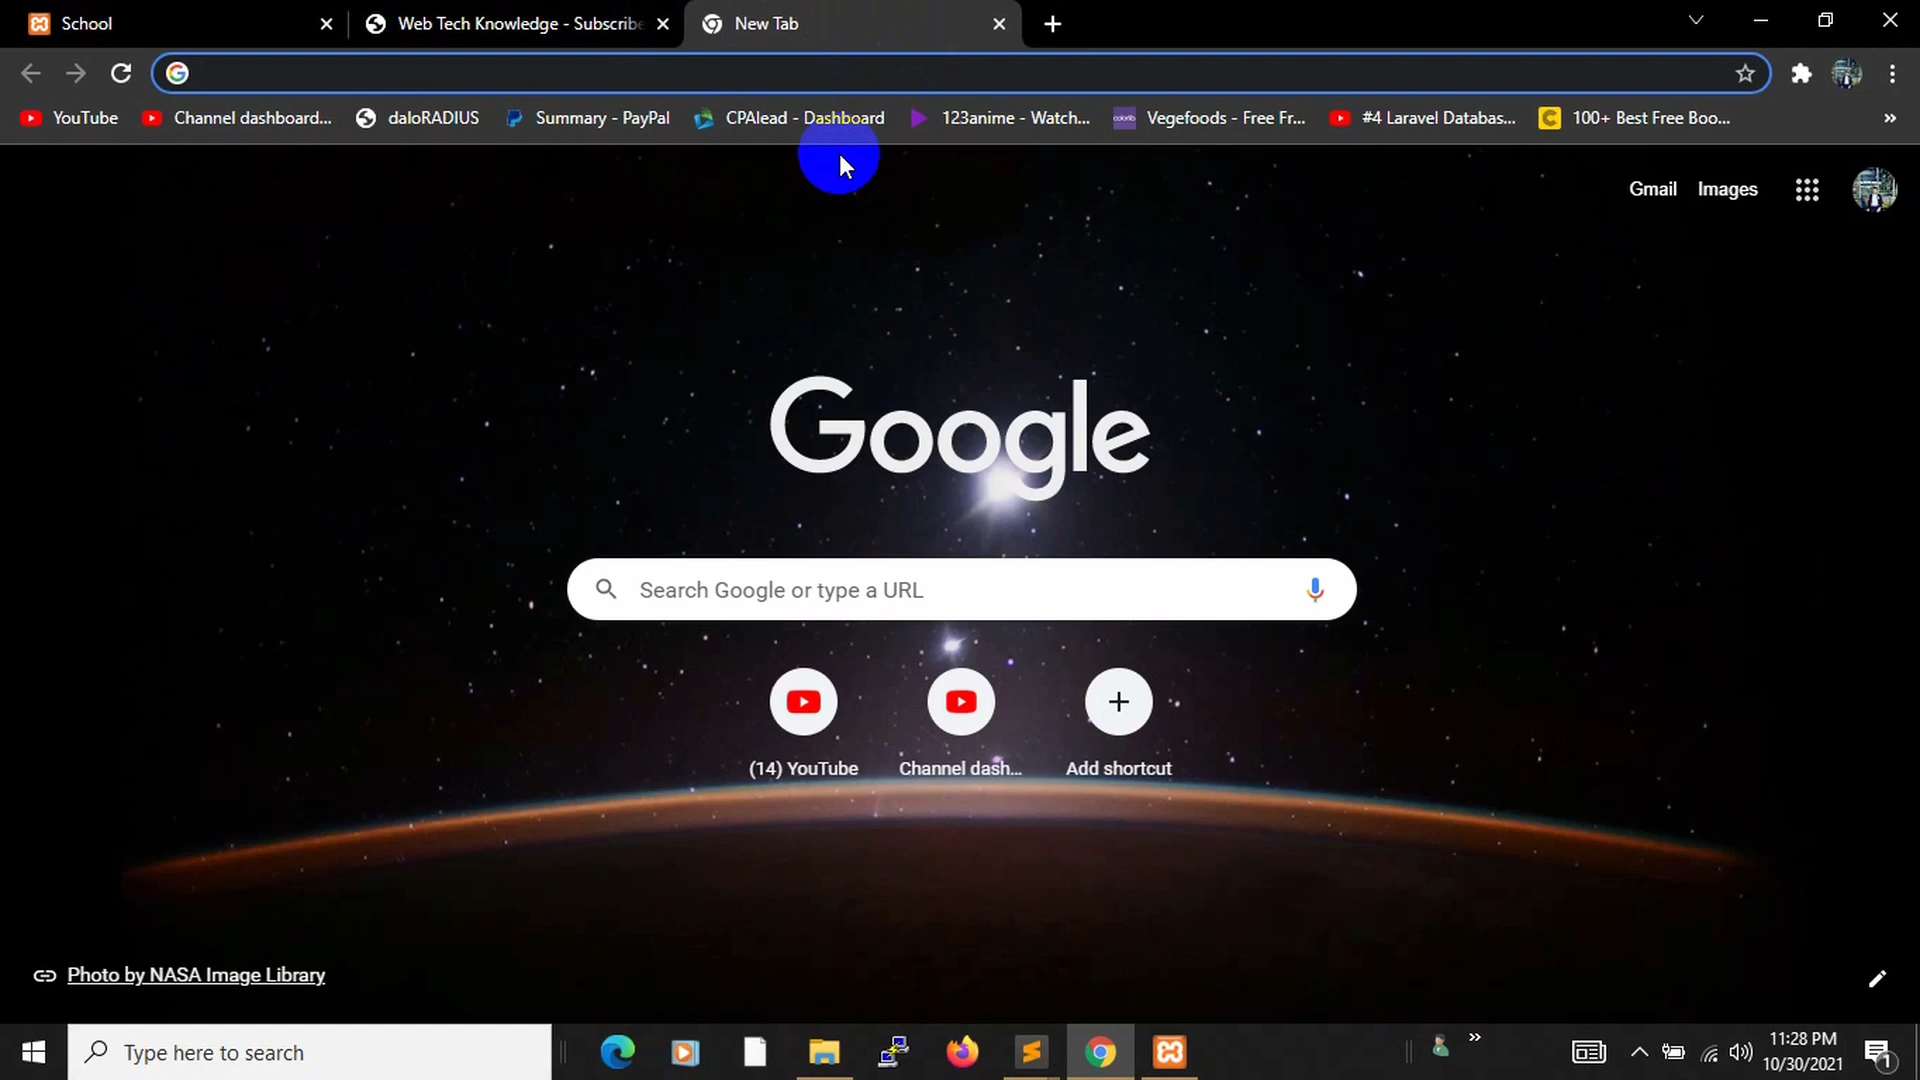 School
Web Tech Knowledge - Subscribe
New Tab
YouTube
Channel dashboard...
daloRADIUS
Summary - PayPal
CPAlead - Dashboard
123anime - Watch...
Vegefoods - Free Fr...
#4 Laravel Databas...
100+ Best Free Boo...
»
Gmail
Images
Google
Search Google or type a URL
(14) YouTube
Channel dash...
Add shortcut
Photo by NASA Image Library
Type here to search
11:28 PM
10/30/2021
1